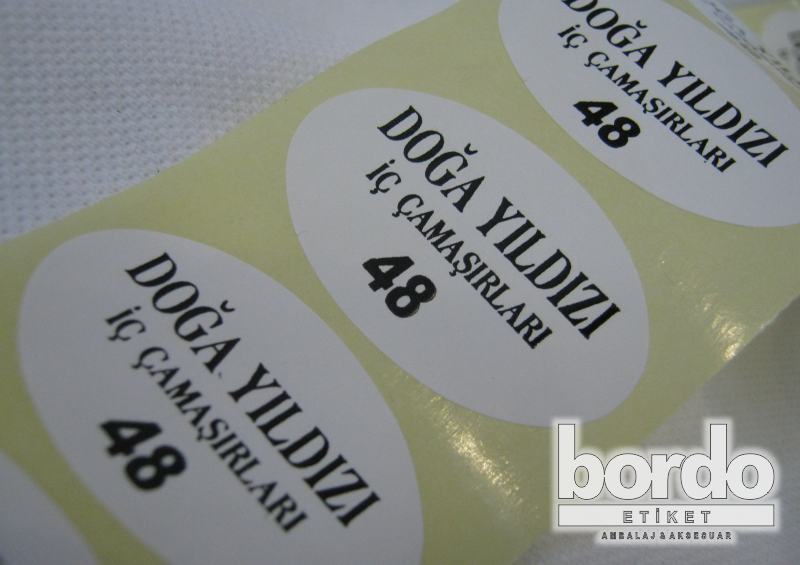 DOĞA YILDIZI
İÇ ÇAMAŞIRLARI
48
DOĞA YILDIZI
İÇ ÇAMAŞIRLARI
48
DOĞA YILDIZI
İÇ ÇAMAŞIRLARI
48
bordo
ETİKET
AMBALAJ & AKSESUAR